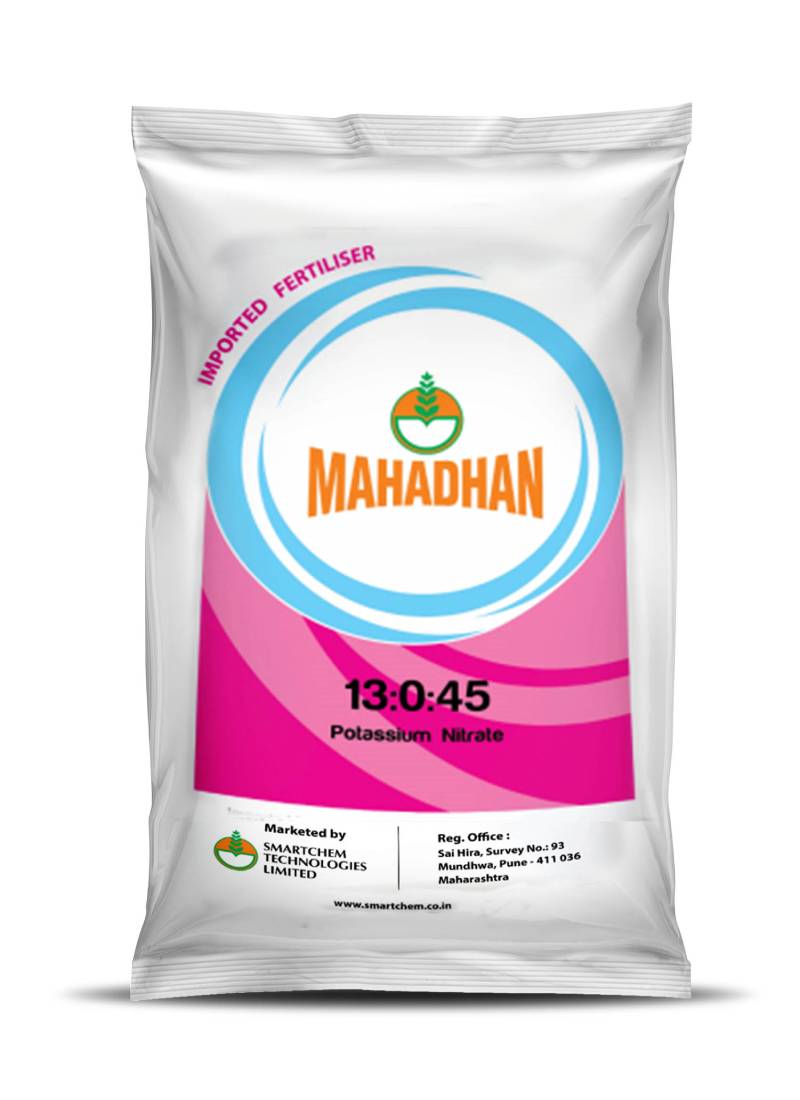 IMPORTED FERTILISER
MAHADHAN
13:0:45
Potassium Nitrate
Marketed by
SMARTCHEM
TECHNOLOGIES
LIMITED
Reg. Office :
Sai Hira, Survey No.: 93
Mundhwa, Pune - 411 036
Maharashtra
www.smartchem.co.in